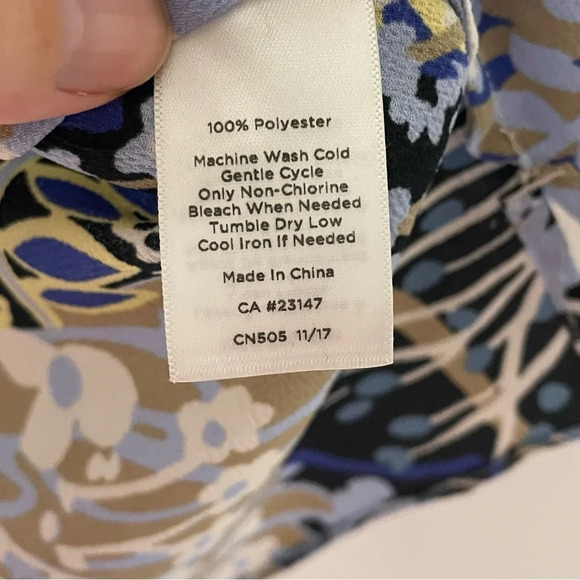 100% Polyester
Machine Wash Cold
Gentle Cycle
Only Non-Chlorine
Bleach When Needed
Tumble Dry Low
Cool Iron If Needed
Made In China
CA #23147
CN505 11/17